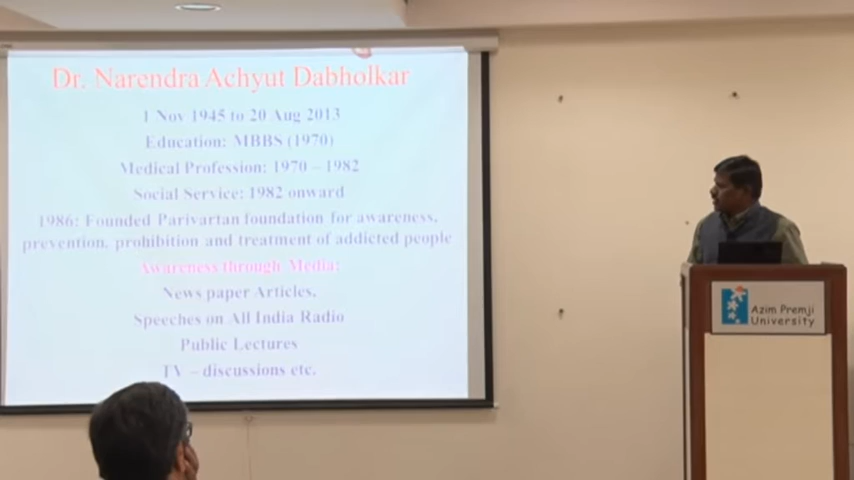 Dr. Narendra Achyut Dabholkar
1 Nov 1945 to 20 Aug 2013
Education: MBBS (1970)
Medical Profession: 1970 – 1982
Social Service: 1982 onward
1986: Founded Parivartan foundation for awareness,
prevention, prohibition and treatment of addicted people
Awareness through Media:
News paper Articles,
Speeches on All India Radio
Public Lectures
TV – discussions etc.
Azim Premji
University